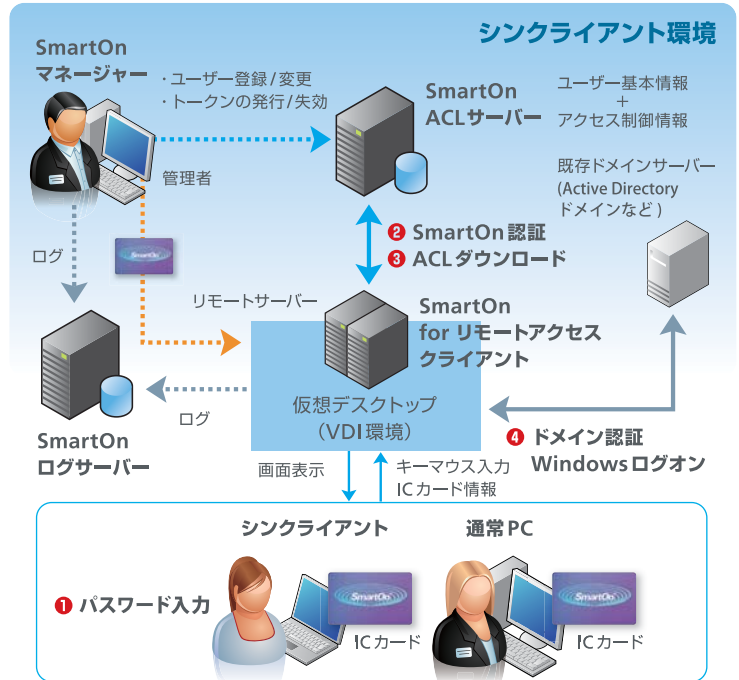 シンクライアント環境
SmartOn
マネージャー
・ユーザー登録/変更
・トークンの発行/失効
管理者
SmartOn
ACLサーバー
ユーザー基本情報
+
アクセス制御情報
既存ドメインサーバー
(Active Directory
ドメインなど)
ログ
SmartOn
❷ SmartOn認証
❸ ACLダウンロード
リモートサーバー
SmartOn
for リモートアクセス
クライアント
仮想デスクトップ
(VDI環境)
ログ
SmartOn
ログサーバー
❹ ドメイン認証
Windowsログオン
画面表示
キーマウス入力
ICカード情報
シンクライアント
通常PC
❶ パスワード入力
SmartOn
ICカード
SmartOn
ICカード